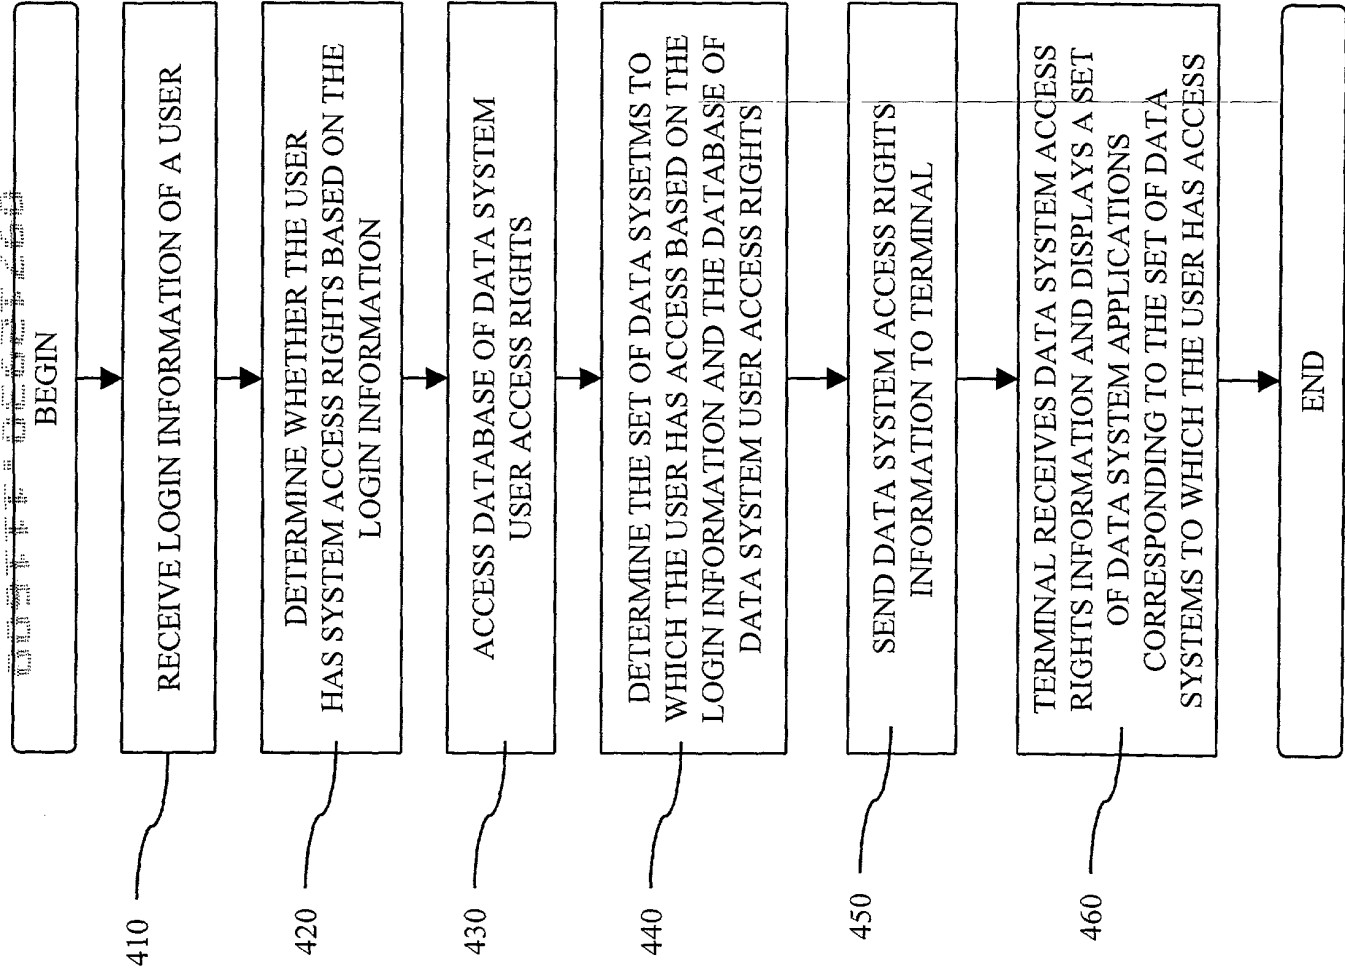 BEGIN
RECEIVE LOGIN INFORMATION OF A USER
410
DETERMINE WHETHER THE USER
HAS SYSTEM ACCESS RIGHTS BASED ON THE
LOGIN INFORMATION
420
ACCESS DATABASE OF DATA SYSTEM
USER ACCESS RIGHTS
430
DETERMINE THE SET OF DATA SYSETMS TO
WHICH THE USER HAS ACCESS BASED ON THE
LOGIN INFORMATION AND THE DATABASE OF
DATA SYSTEM USER ACCESS RIGHTS
440
SEND DATA SYSTEM ACCESS RIGHTS
INFORMATION TO TERMINAL
450
TERMINAL RECEIVES DATA SYSTEM ACCESS
RIGHTS INFORMATION AND DISPLAYS A SET
OF DATA SYSTEM APPLICATIONS
CORRESPONDING TO THE SET OF DATA
SYSTEMS TO WHICH THE USER HAS ACCESS
460
END